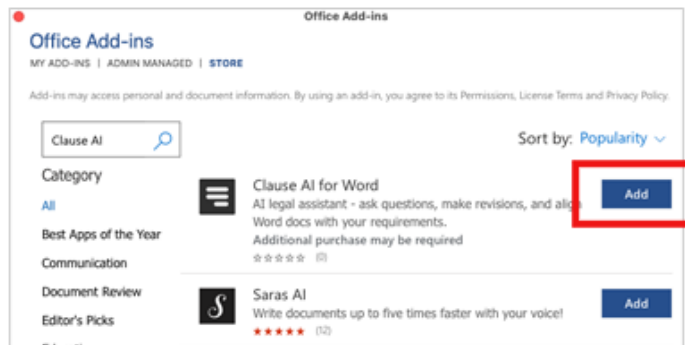 Office Add-ins
Office Add-ins
MY ADD-INS | ADMIN MANAGED | STORE
Add-ins may access personal and document information. By using an add-in, you agree to its Permissions, License Terms and Privacy Policy.
Clause AI
Sort by: Popularity
Category
All
Best Apps of the Year
Communication
Document Review
Editor's Picks
Clause AI for Word
AI legal assistant - ask questions, make revisions, and align
Word docs with your requirements.
Additional purchase may be required
(0)
Add
Saras AI
Write documents up to five times faster with your voice!
(12)
Add